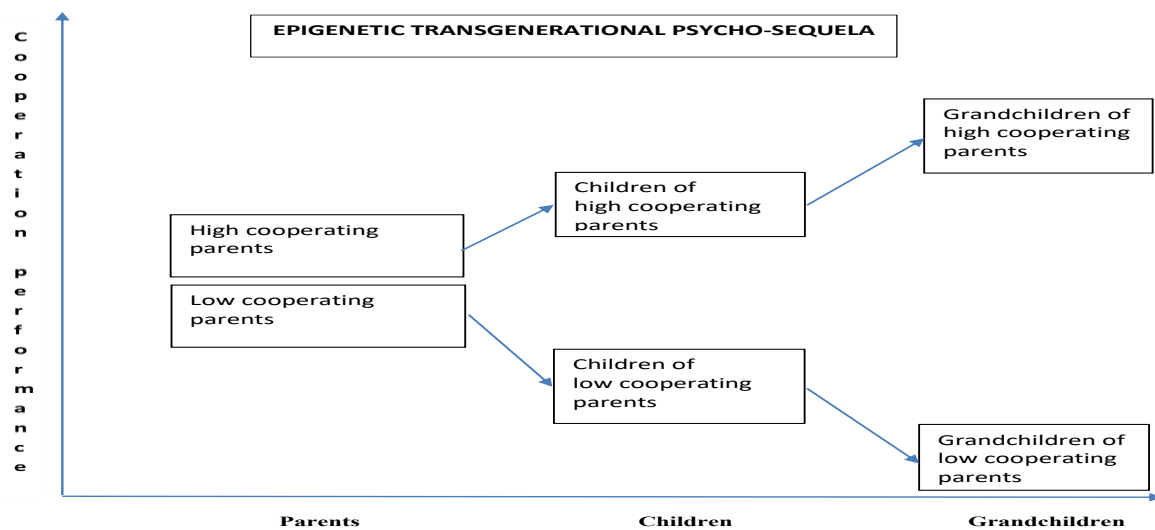 EPIGENETIC TRANSGENERATIONAL PSYCHO-SEQUELA
Cooperation performance
Grandchildren of
high cooperating
parents
Children of
high cooperating
parents
High cooperating
parents
Low cooperating
parents
Children of
low cooperating
parents
Grandchildren of
low cooperating
parents
Parents
Children
Grandchildren